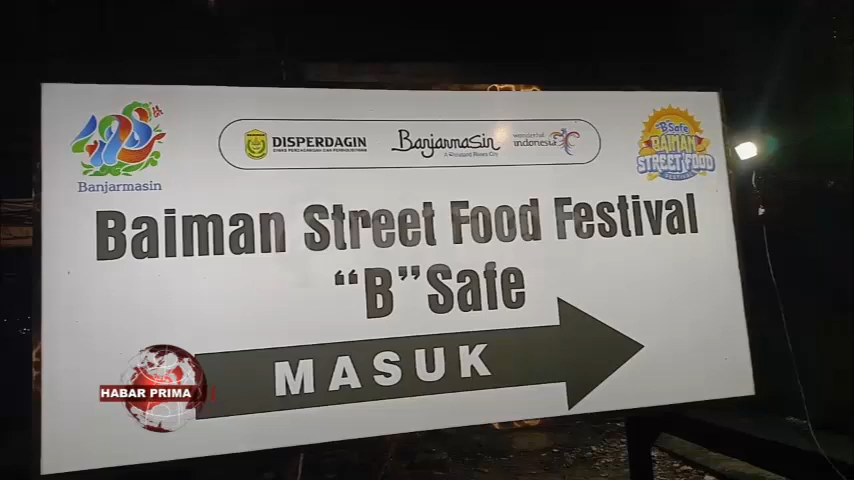 Banjarmasin
DISPERDAGIN
DINAS PERDAGANGAN DAN PERINDUSTRIAN
Banjarmasin
A Thousand Rivers City
wonderful
indonesia
"B"Safe
BAIMAN
STREET FOOD
FESTIVAL
Baiman Street Food Festival
"B" Safe
MASUK
HABAR PRIMA